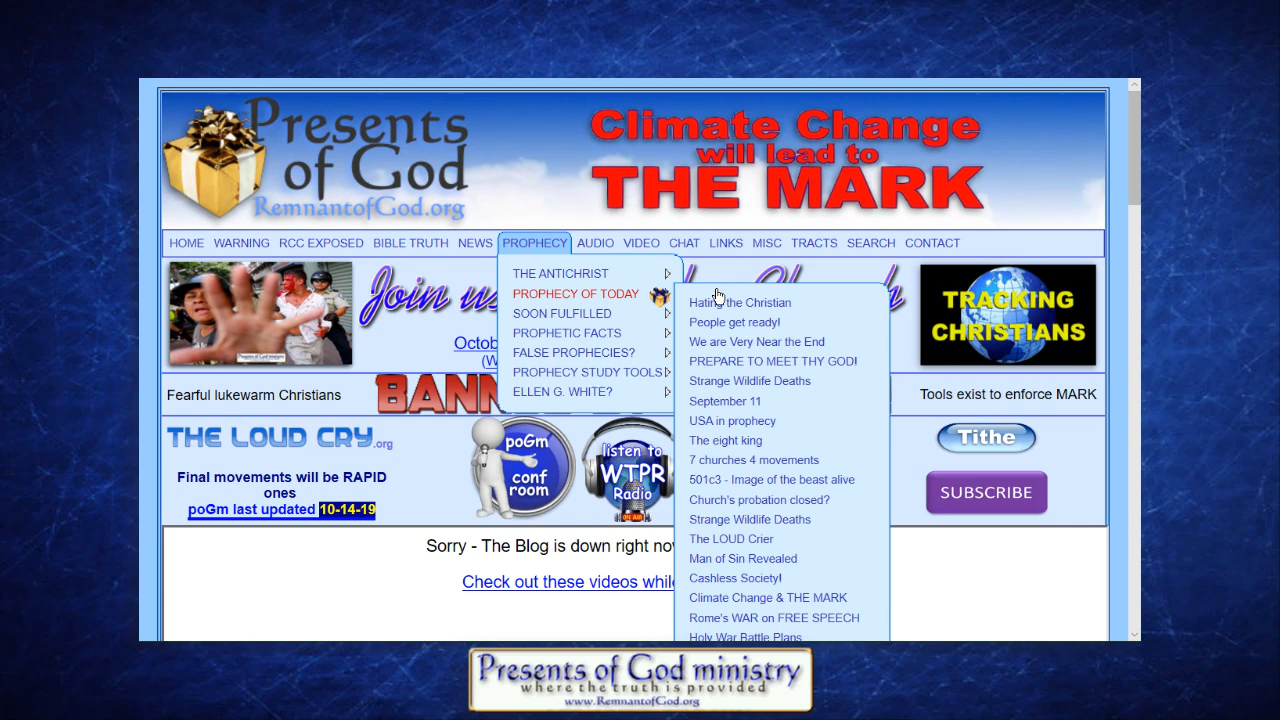 Presents
of God
RemnantofGod.org
Climate Change
will lead to
THE MARK
HOME WARNING RCC EXPOSED BIBLE TRUTH NEWS PROPHECY AUDIO VIDEO CHAT LINKS MISC TRACTS SEARCH CONTACT
THE ANTICHRIST
PROPHECY OF TODAY
SOON FULFILLED
PROPHETIC FACTS
FALSE PROPHECIES?
PROPHECY STUDY TOOLS
ELLEN G. WHITE?
Hating the Christian
People get ready!
We are Very Near the End
PREPARE TO MEET THY GOD!
Strange Wildlife Deaths
September 11
USA in prophecy
The eight king
7 churches 4 movements
501c3 - Image of the beast alive
Church's probation closed?
Strange Wildlife Deaths
The LOUD Crier
Man of Sin Revealed
Cashless Society!
Climate Change & THE MARK
Rome's WAR on FREE SPEECH
Holy War Battle Plans
Join us
Octob
(W
TRACKING
CHRISTIANS
Fearful lukewarm Christians
BANN
Tools exist to enforce MARK
THE LOUD CRY.org
Final movements will be RAPID
ones
poGm last updated 10-14-19
poGm
conf
room
listen to
WTPR
Radio
ON AIR
Tithe
SUBSCRIBE
Sorry - The Blog is down right no
Check out these videos whil
Presents of God ministry
where the truth is provided
www.RemnantofGod.org